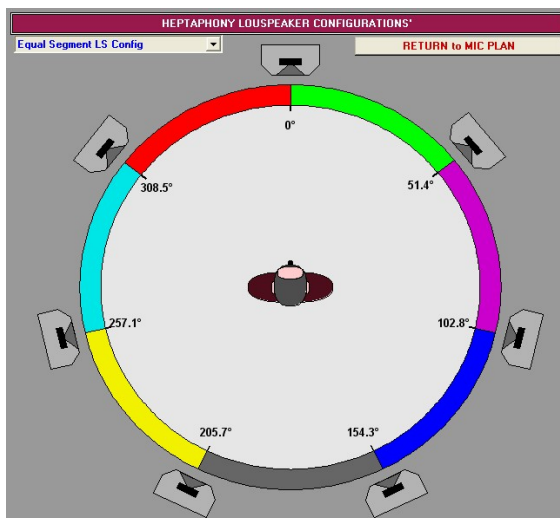 HEPTAPHONY LOUSPEAKER CONFIGURATIONS'
Equal Segment LS Config
RETURN to MIC PLAN
0°
308.5°
51.4°
257.1°
102.8°
205.7°
154.3°